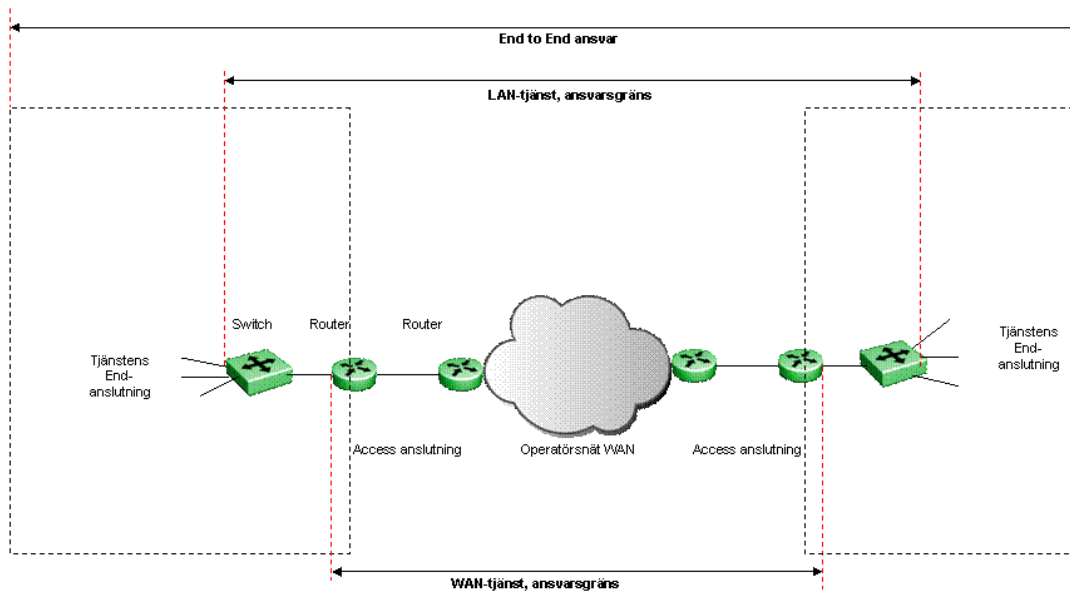 End to End ansvar
LAN-tjänst, ansvarsgräns
Switch
Router
Router
Tjänstens
End-
anslutning
Tjänstens
End-
anslutning
Access anslutning
Operatörsnät WAN
Access anslutning
WAN-tjänst, ansvarsgräns